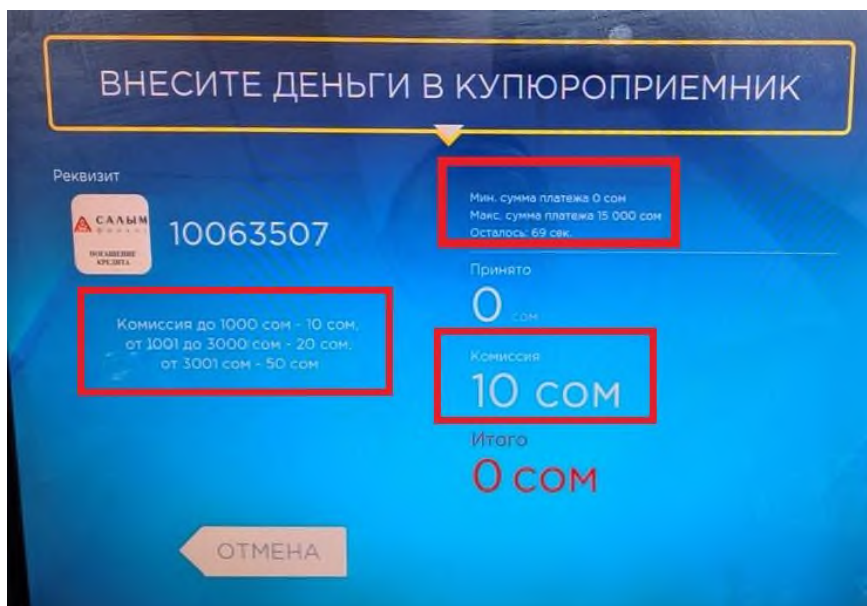 ВНЕСИТЕ ДЕНЬГИ В КУПЮРОПРИЕМНИК
Реквизит
САЛЫМ
ФИНАНС
ПОГАШЕНИЕ
КРЕДИТА
10063507
Комиссия до 1000 сом - 10 сом,
от 1001 до 3000 сом - 20 сом,
от 3001 сом - 50 сом
Мин. сумма платежа 0 сом
Макс. сумма платежа 15 000 сом
Осталось: 69 сек.
Принято
0 сом
Комиссия
10 сом
Итого
0 сом
ОТМЕНА